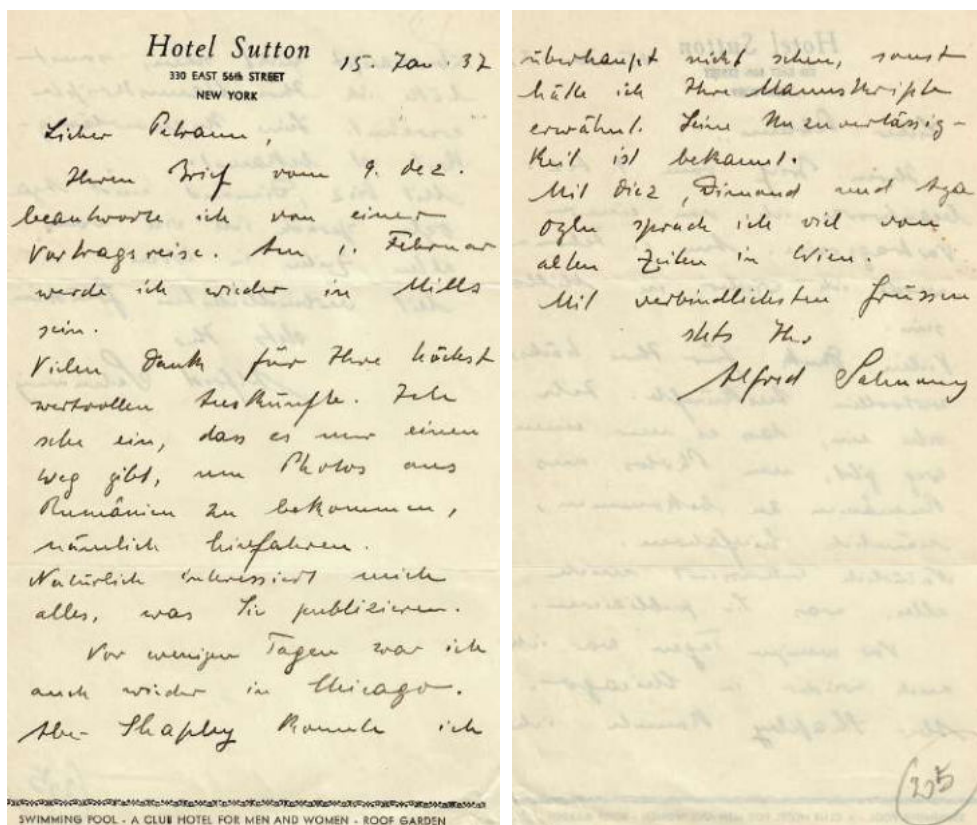 Hotel Sutton
330 EAST 56th STREET
NEW YORK
15. Jan. 37
Lieber Petranu,
Ihren Brief vom 9. Dez.
beantworte ich von einer
Vortragsreise. Am 1. Februar
werde ich wieder in Mills
sein.
Vielen Dank für Ihre höchst
wertvollen Auskünfte. Ich
sehe ein, dass es nur einen
Weg gibt, um Photos aus
Rumänien zu bekommen,
nämlich hinfahren.
Natürlich interessiert mich
alles, was Sie publizieren.
Vor wenigen Tagen war ich
auch wieder in Chicago.
Aber Shapley konnte ich
SWIMMING POOL - A CLUB HOTEL FOR MEN AND WOMEN - ROOF GARDEN
überhaupt nicht sehen, sonst
hätte ich Ihre Manuskripte
erwähnt. Seine Unzuverlässig-
keit ist bekannt.
Mit Diez, Dimand und Aga
Oglu sprach ich viel von
alten Zeiten in Wien.
Mit verbindlichsten Grüssen
stets Ihr
Alfred Salmony
205